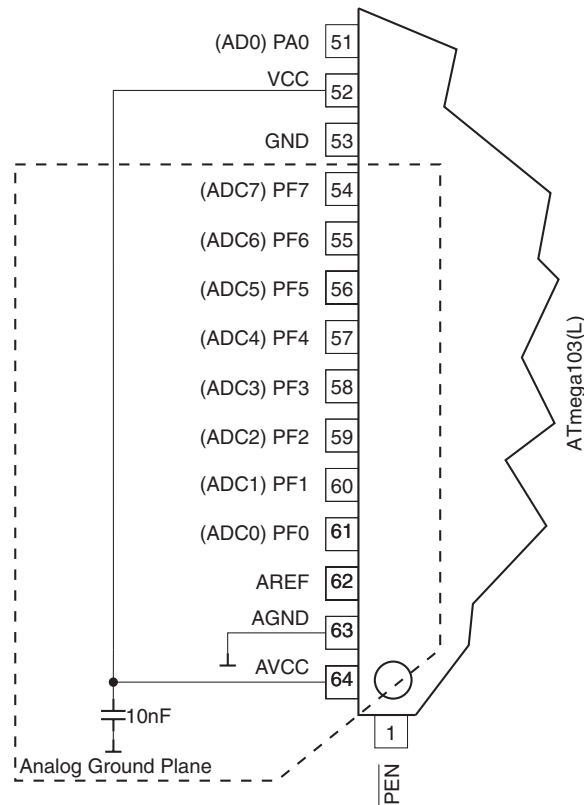 (AD0) PA0 51
VCC 52
GND 53
(ADC7) PF7 54
(ADC6) PF6 55
(ADC5) PF5 56
(ADC4) PF4 57
(ADC3) PF3 58
(ADC2) PF2 59
(ADC1) PF1 60
(ADC0) PF0 61
AREF 62
AGND 63
AVCC 64
10nF
Analog Ground Plane
1
PEN
ATmega103(L)